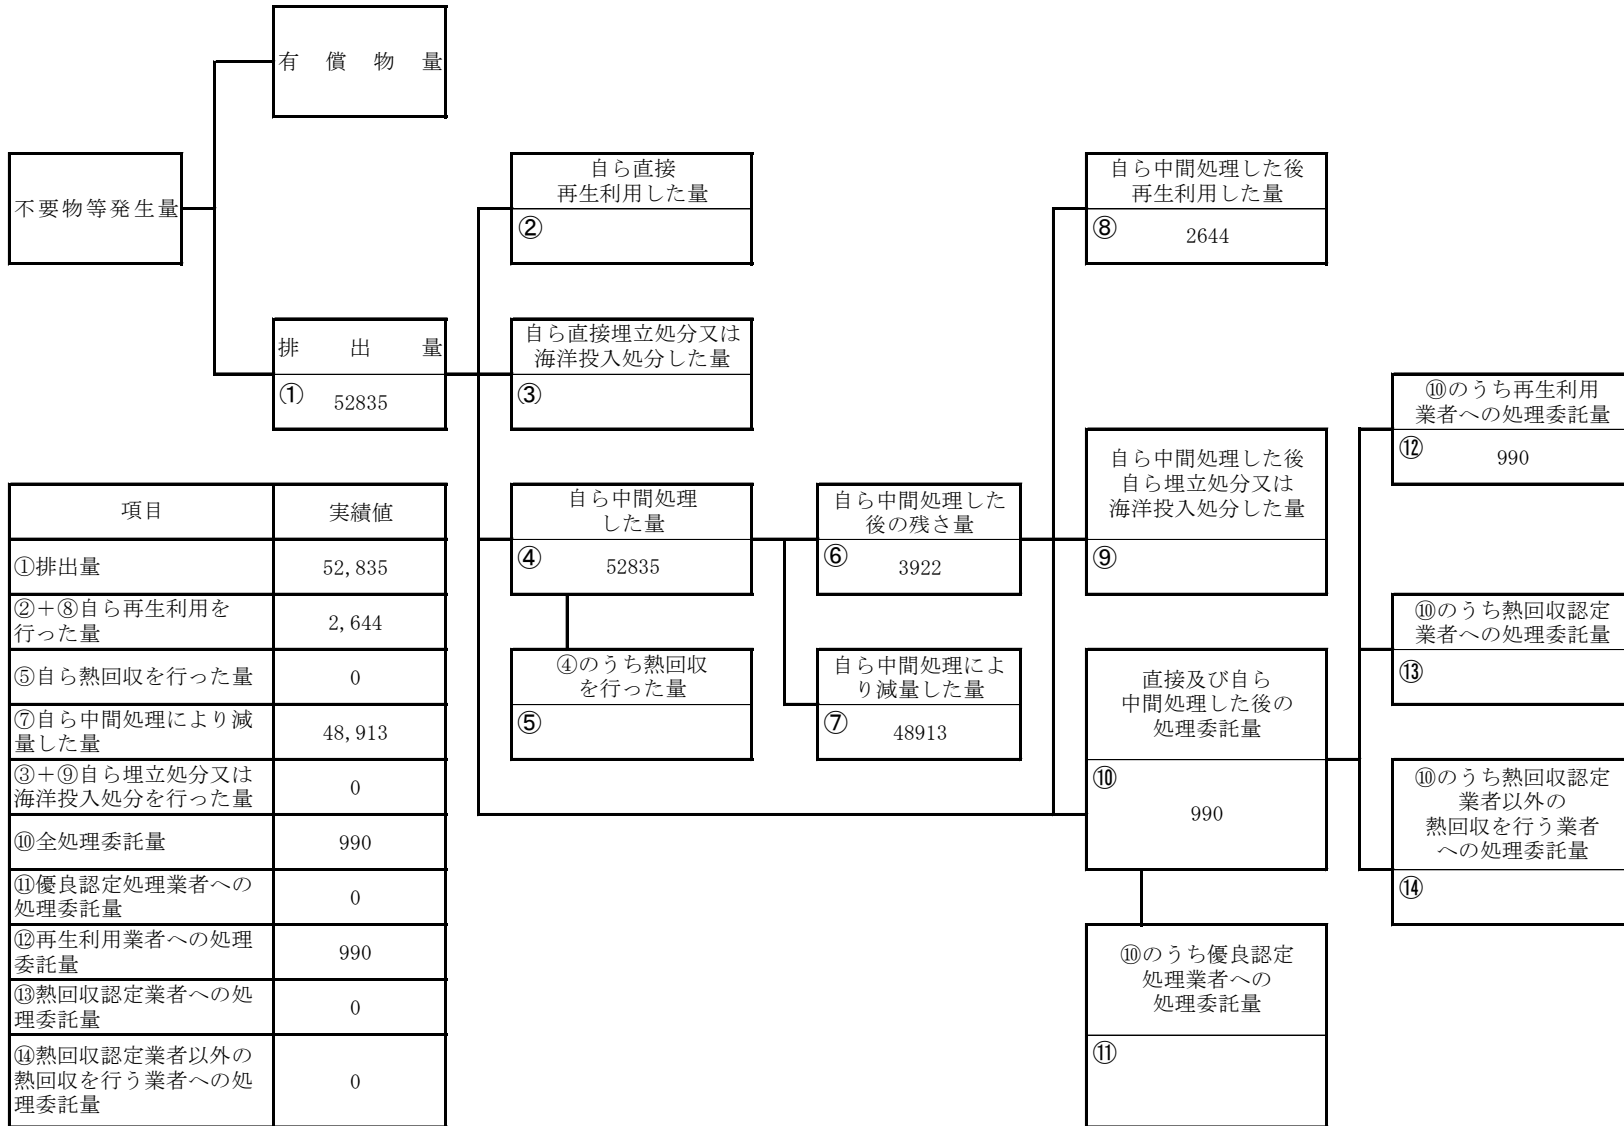 有償物量
不要物等発生量
排出量
① 52835
自ら直接
再生利用した量
②
自ら直接埋立処分又は
海洋投入処分した量
③
自ら中間処理
した量
④ 52835
④のうち熱回収
を行った量
⑤
自ら中間処理した
後の残さ量
⑥ 3922
自ら中間処理によ
り減量した量
⑦ 48913
自ら中間処理した後
再生利用した量
⑧ 2644
自ら中間処理した後
自ら埋立処分又は
海洋投入処分した量
⑨
直接及び自ら
中間処理した後の
処理委託量
⑩
990
⑩のうち優良認定
処理業者への
処理委託量
⑪
⑩のうち再生利用
業者への処理委託量
⑫ 990
⑩のうち熱回収認定
業者への処理委託量
⑬
⑩のうち熱回収認定
業者以外の
熱回収を行う業者
への処理委託量
⑭
項目 実績値
①排出量 52,835
②+⑧自ら再生利用を
行った量 2,644
⑤自ら熱回収を行った量 0
⑦自ら中間処理により減
量した量 48,913
③+⑨自ら埋立処分又は
海洋投入処分を行った量 0
⑩全処理委託量 990
⑪優良認定処理業者への
処理委託量 0
⑫再生利用業者への処理
委託量 990
⑬熱回収認定業者への処
理委託量 0
⑭熱回収認定業者以外の
熱回収を行う業者への処
理委託量 0